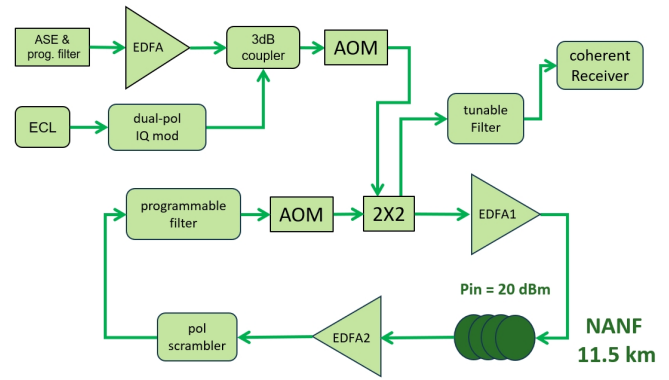 ASE &
prog. filter
EDFA
3dB
coupler
AOM
coherent
Receiver
ECL
dual-pol
IQ mod
tunable
Filter
programmable
filter
AOM
2X2
EDFA1
Pin = 20 dBm
pol
scrambler
EDFA2
NANF
11.5 km